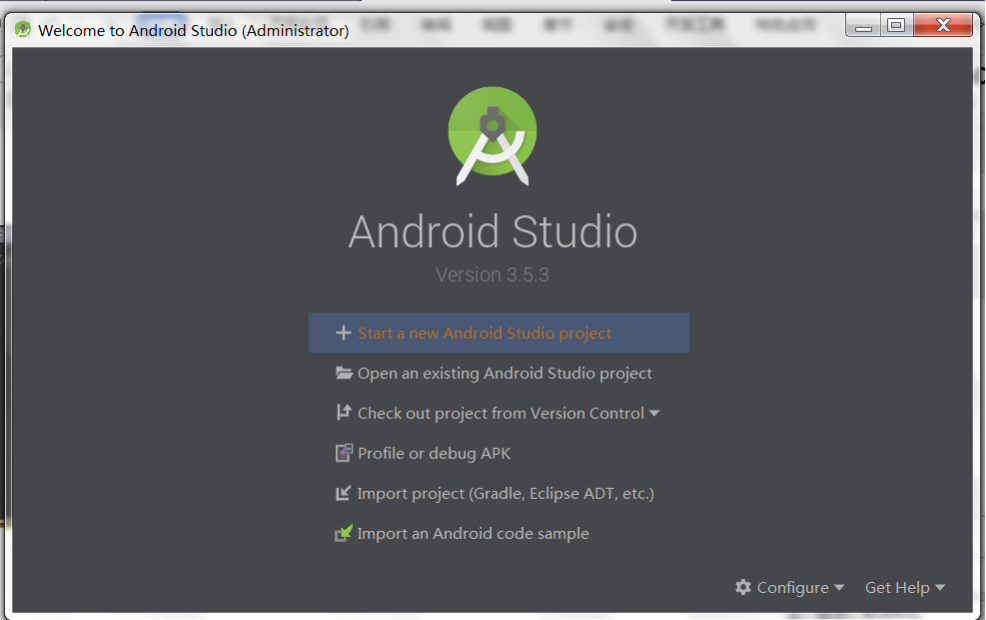 Welcome to Android Studio (Administrator)
Android Studio
Version 3.5.3
Start a new Android Studio project
Open an existing Android Studio project
Check out project from Version Control
Profile or debug APK
Import project (Gradle, Eclipse ADT, etc.)
Import an Android code sample
Configure
Get Help